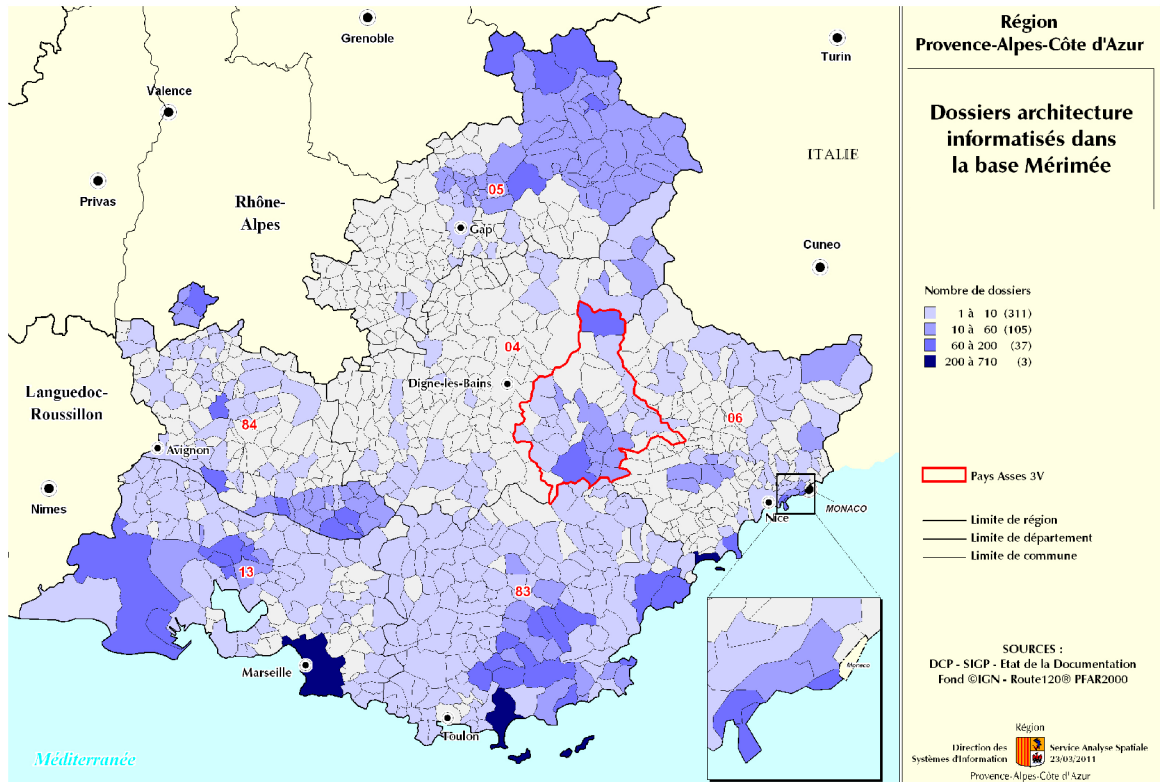 Grenoble
Turin
Valence
ITALIE
Privas
Rhône-
Alpes
05
Gap
Cuneo
04
Digne-les-Bains
Languedoc-
Roussillon
84
06
Avignon
Nimes
MONACO
Nice
13
83
Marseille
Toulon
Monaco
Méditerranée
Région
Provence-Alpes-Côte d'Azur
Dossiers architecture
informatisés dans
la base Mérimée
Nombre de dossiers
1 à 10 (311)
10 à 60 (105)
60 à 200 (37)
200 à 710 (3)
Pays Asses 3V
Limite de région
Limite de département
Limite de commune
SOURCES :
DCP - SIGP - Etat de la Documentation
Fond ©IGN - Route120® PFAR2000
Région
Direction des Systèmes d'Information
Service Analyse Spatiale
23/03/2011
Provence-Alpes-Côte d'Azur